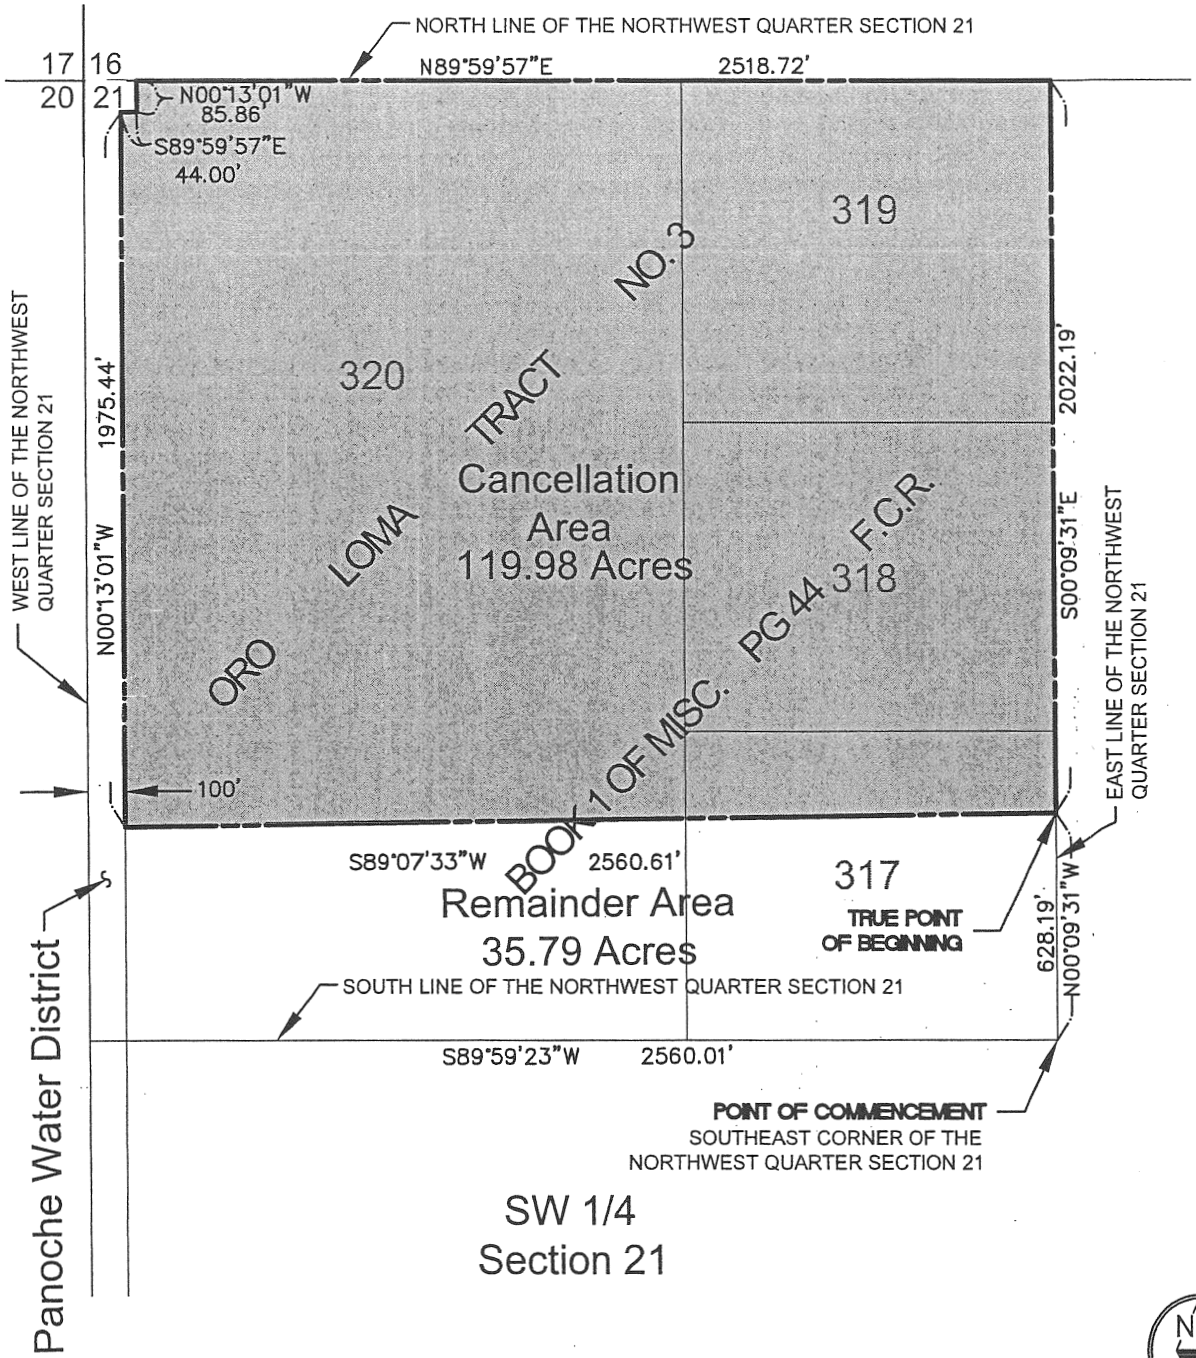 NORTH LINE OF THE NORTHWEST QUARTER SECTION 21
17 16
20 21
N89°59'57"E 2518.72'
N00°13'01"W
85.86'
S89°59'57"E
44.00'
319
NO. 3
320
TRACT
WEST LINE OF THE NORTHWEST
QUARTER SECTION 21
1975.44'
N00°13'01"W
2022.19'
S00°09'31"E
Cancellation
Area
119.98 Acres
LOMA
F.C.R.
318
PG 44
ORO
BOOK 1 OF MISC.
EAST LINE OF THE NORTHWEST
QUARTER SECTION 21
100'
S89°07'33"W 2560.61'
317
Remainder Area
35.79 Acres
TRUE POINT
OF BEGINNING
628.19'
N00°09'31"W
SOUTH LINE OF THE NORTHWEST QUARTER SECTION 21
S89°59'23"W 2560.01'
POINT OF COMMENCEMENT
SOUTHEAST CORNER OF THE
NORTHWEST QUARTER SECTION 21
Panoche Water District
SW 1/4
Section 21
N